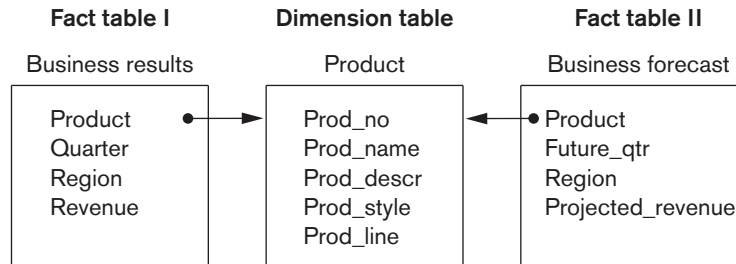 Fact table I
Dimension table
Fact table II
Business results
Product
Business forecast
Product
Quarter
Region
Revenue
Prod_no
Prod_name
Prod_descr
Prod_style
Prod_line
Product
Future_qtr
Region
Projected_revenue